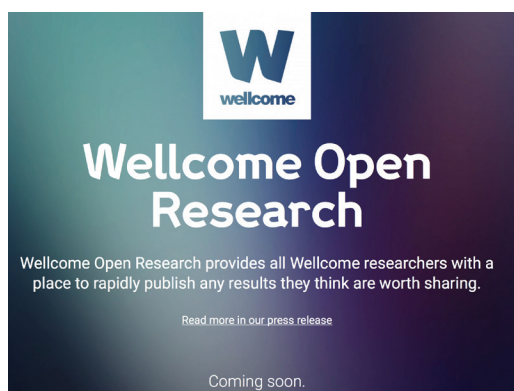 W
wellcome
Wellcome Open
Research
Wellcome Open Research provides all Wellcome researchers with a
place to rapidly publish any results they think are worth sharing.
Read more in our press release
Coming soon.